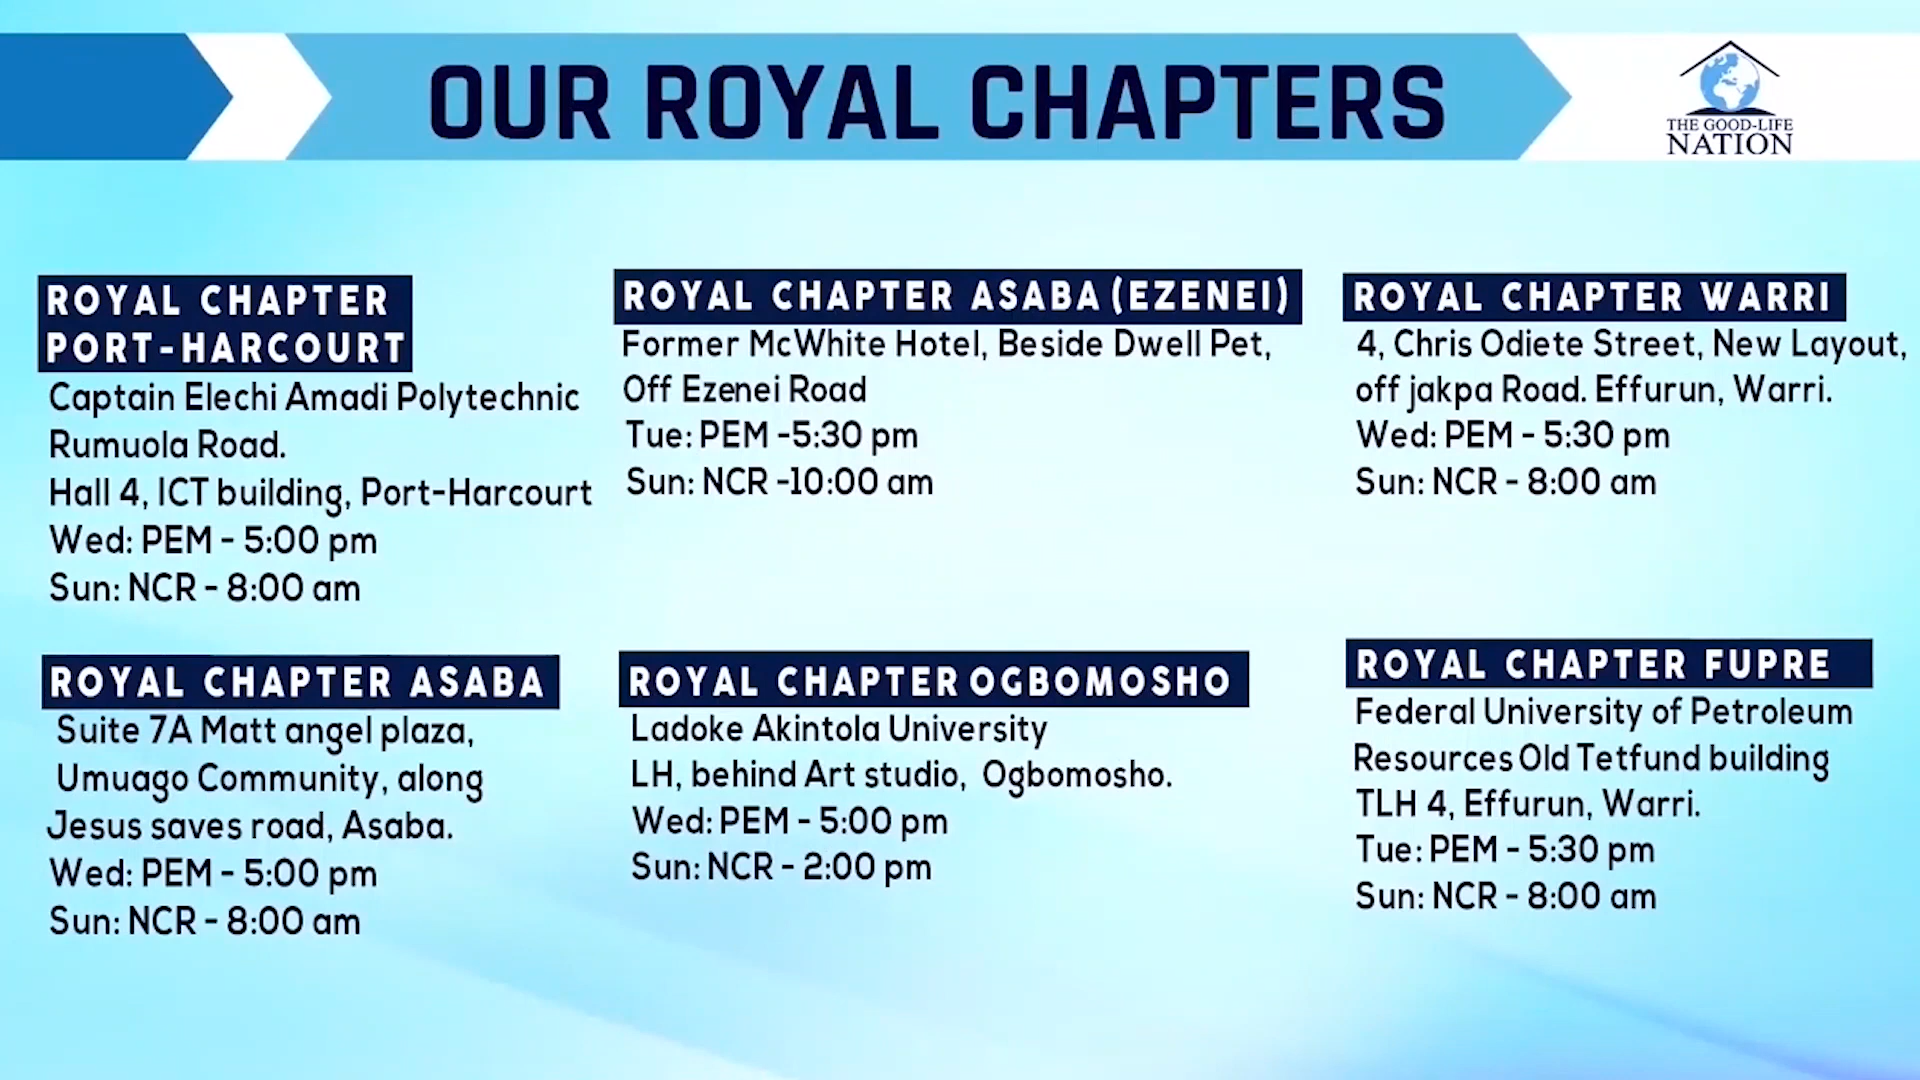 OUR ROYAL CHAPTERS
THE GOOD-LIFE
NATION
ROYAL CHAPTER
PORT-HARCOURT
Captain Elechi Amadi Polytechnic
Rumuola Road.
Hall 4, ICT building, Port-Harcourt
Wed: PEM - 5:00 pm
Sun: NCR - 8:00 am
ROYAL CHAPTER ASABA (EZENEI)
Former McWhite Hotel, Beside Dwell Pet,
Off Ezenei Road
Tue: PEM -5:30 pm
Sun: NCR -10:00 am
ROYAL CHAPTER WARRI
4, Chris Odiete Street, New Layout,
off jakpa Road. Effurun, Warri.
Wed: PEM - 5:30 pm
Sun: NCR - 8:00 am
ROYAL CHAPTER ASABA
Suite 7A Matt angel plaza,
Umuago Community, along
Jesus saves road, Asaba.
Wed: PEM - 5:00 pm
Sun: NCR - 8:00 am
ROYAL CHAPTER OGBOMOSHO
Ladoke Akintola University
LH, behind Art studio, Ogbomosho.
Wed: PEM - 5:00 pm
Sun: NCR - 2:00 pm
ROYAL CHAPTER FUPRE
Federal University of Petroleum
Resources Old Tetfund building
TLH 4, Effurun, Warri.
Tue: PEM - 5:30 pm
Sun: NCR - 8:00 am